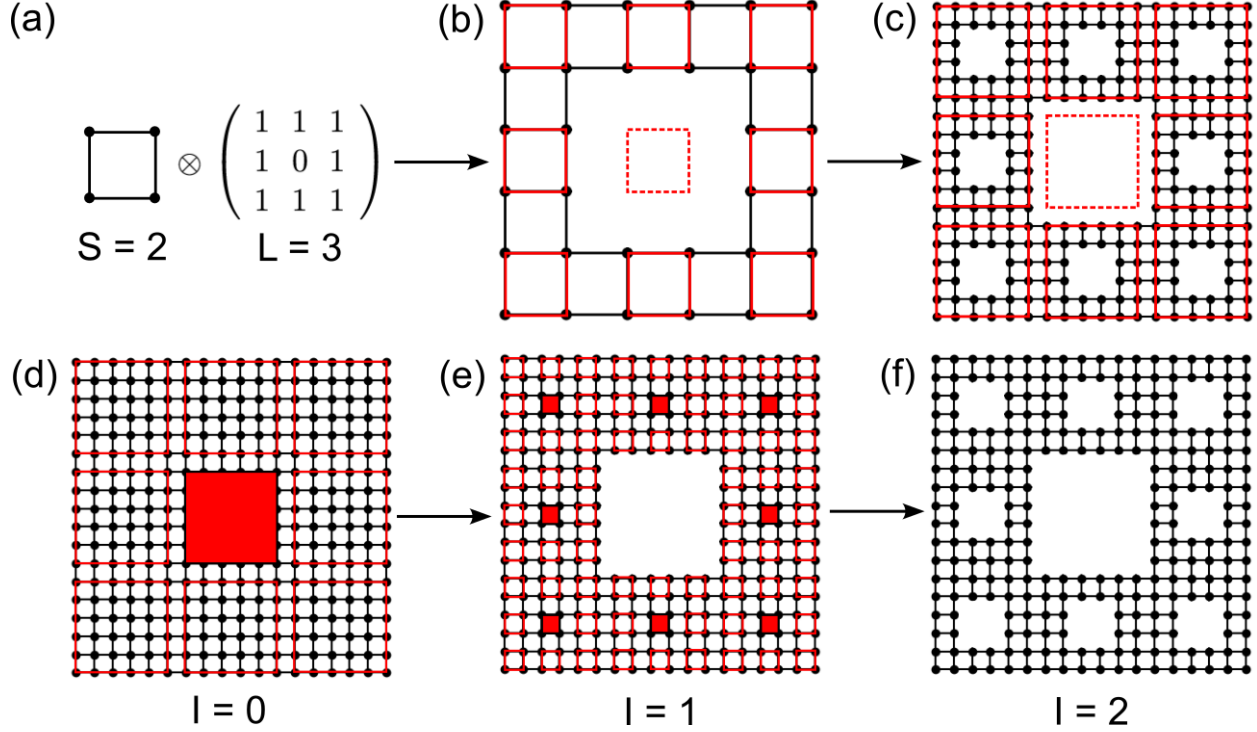 (a)
(b)
(c)
⊗
1 1 1
1 0 1
1 1 1
S = 2
L = 3
(d)
(e)
(f)
I = 0
I = 1
I = 2